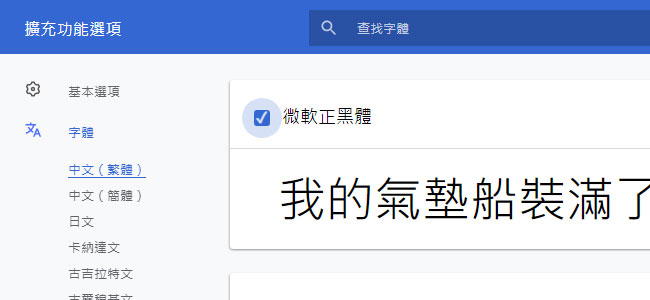 擴充功能選項
查找字體
基本選項
字體
中文（繁體）
中文（簡體）
日文
卡納達文
古吉拉特文
微軟正黑體
我的氣墊船裝滿了